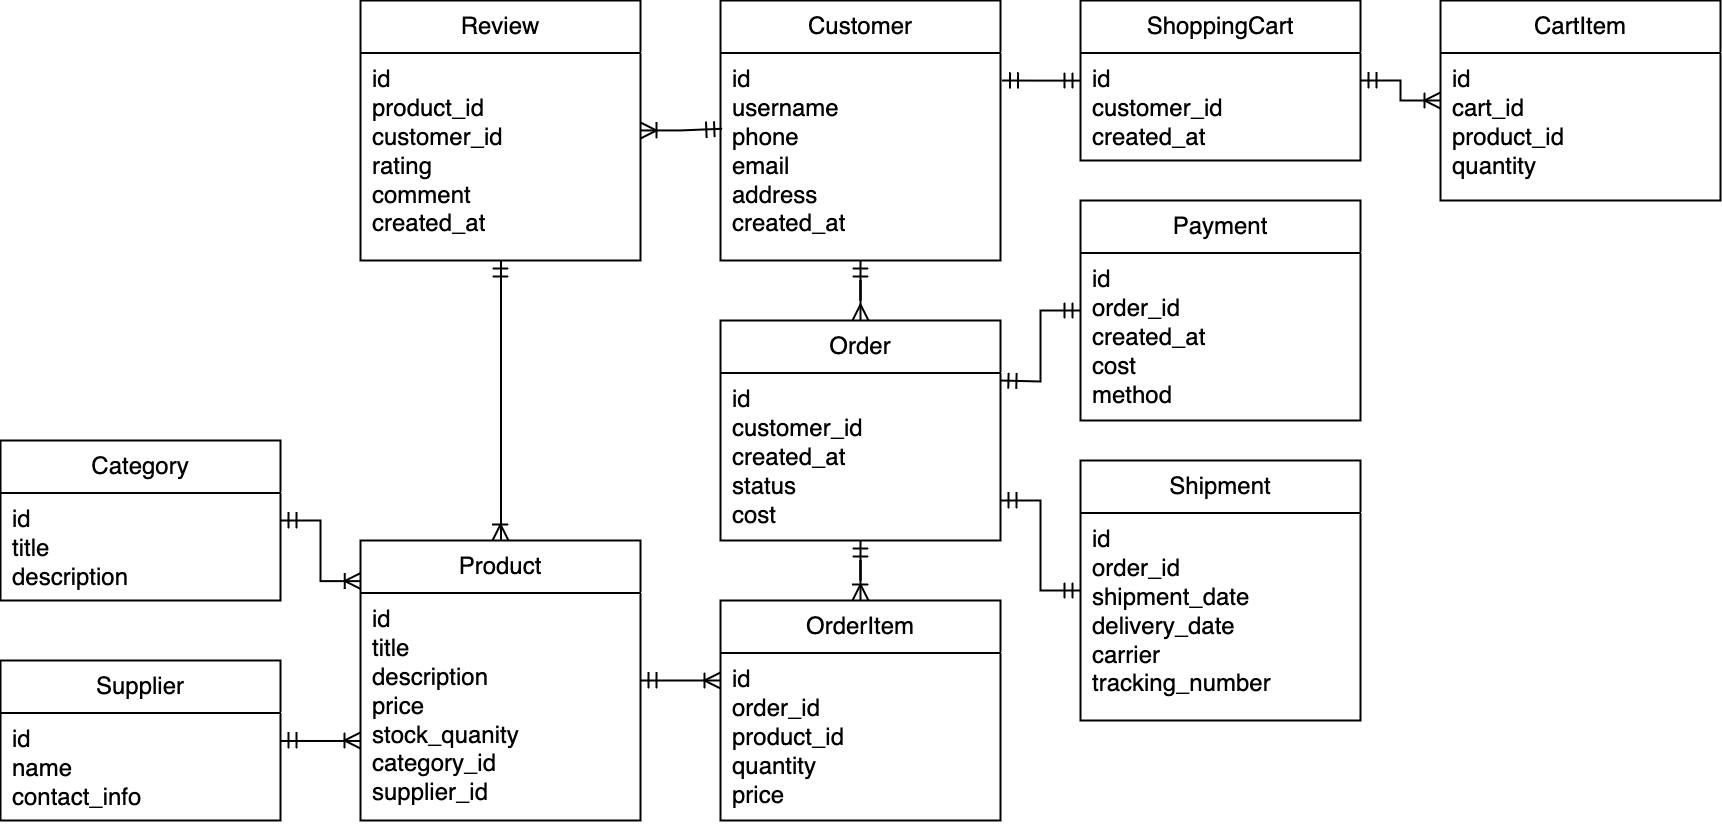 Review
id
product_id
customer_id
rating
comment
created_at
Customer
id
username
phone
email
address
created_at
ShoppingCart
id
customer_id
created_at
CartItem
id
cart_id
product_id
quantity
Payment
id
order_id
created_at
cost
method
Order
id
customer_id
created_at
status
cost
Category
id
title
description
Shipment
id
order_id
shipment_date
delivery_date
carrier
tracking_number
Product
id
title
description
price
stock_quanity
category_id
supplier_id
OrderItem
id
order_id
product_id
quantity
price
Supplier
id
name
contact_info